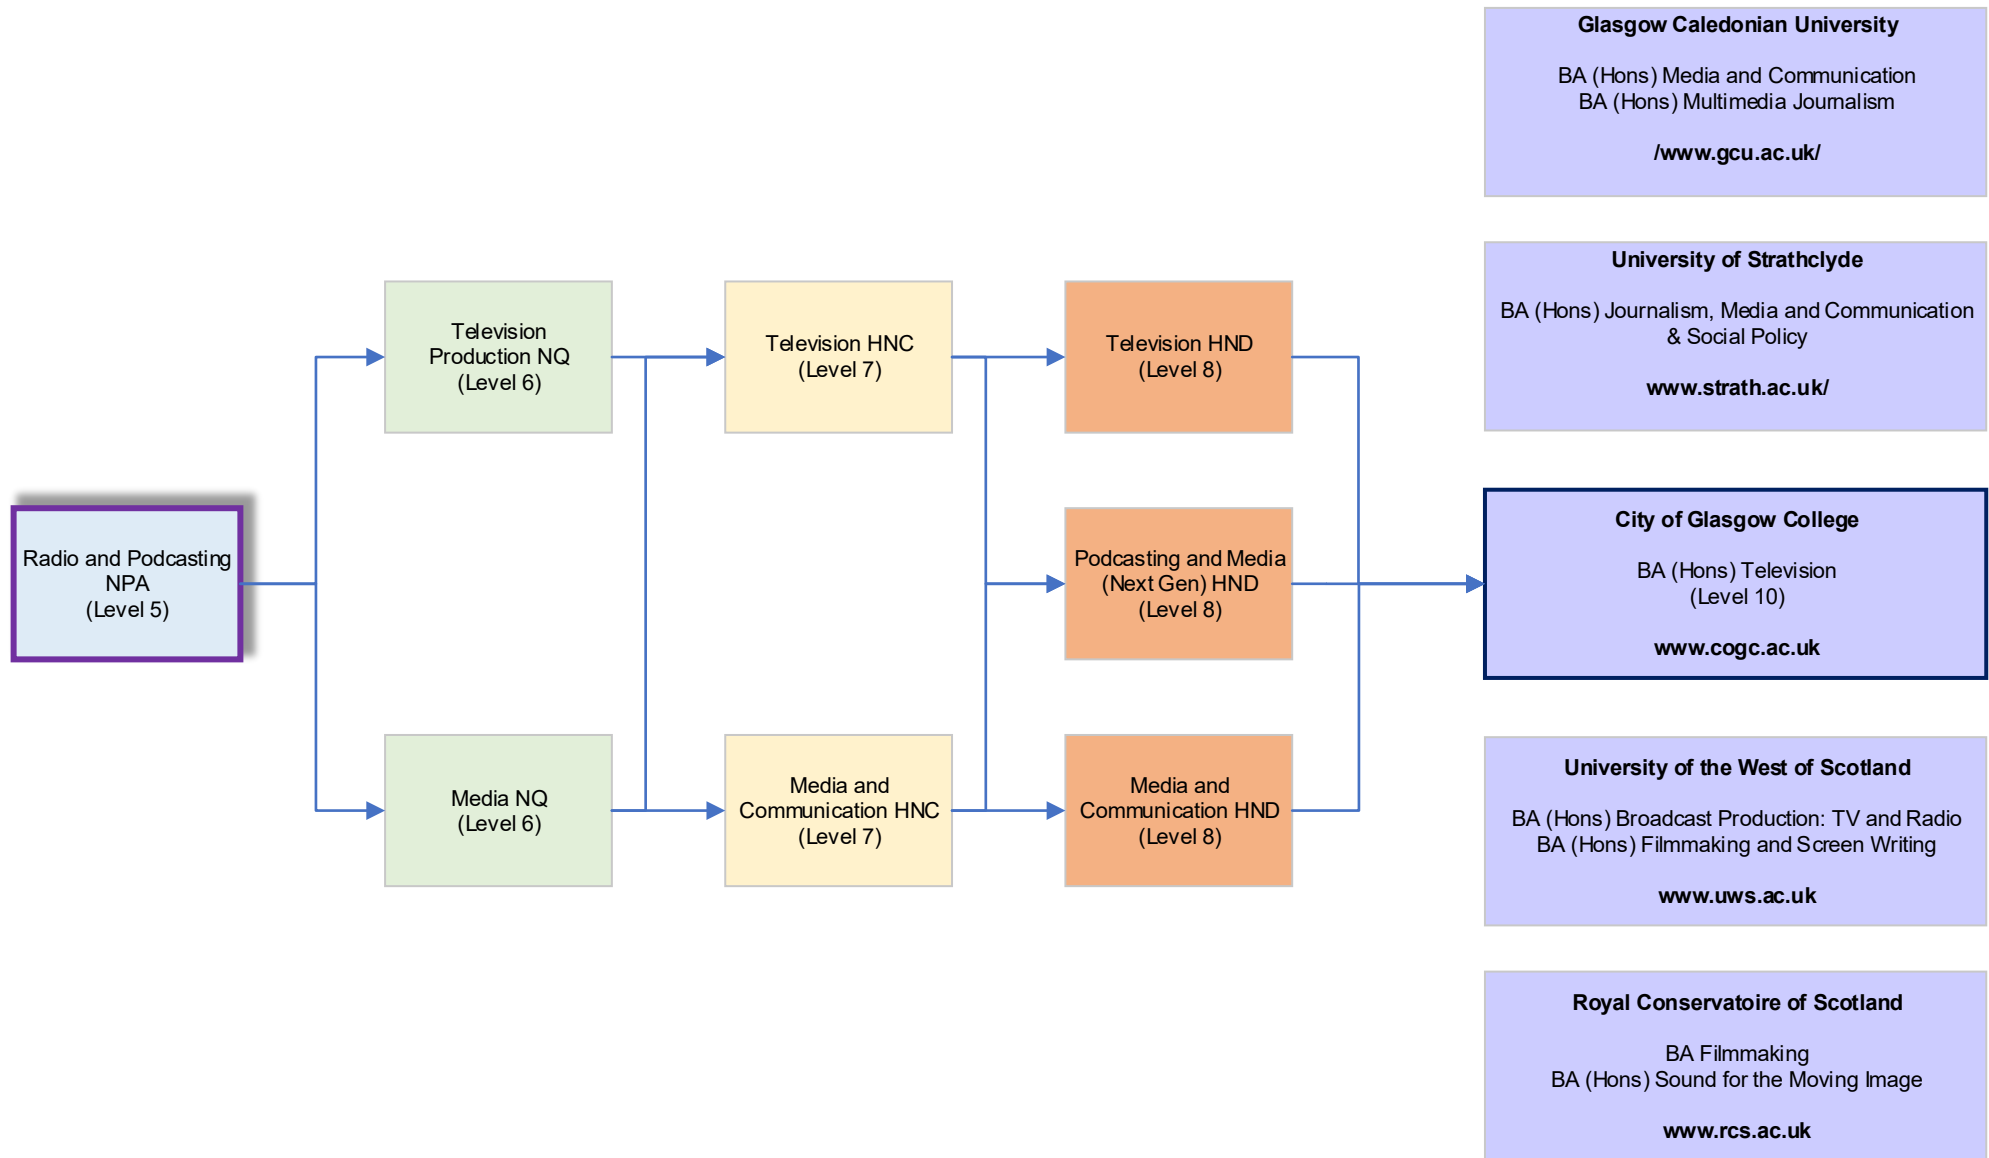 Glasgow Caledonian University
BA (Hons) Media and Communication
BA (Hons) Multimedia Journalism
/www.gcu.ac.uk/
University of Strathclyde
BA (Hons) Journalism, Media and Communication
& Social Policy
www.strath.ac.uk/
Television
Production NQ
(Level 6)
Television HNC
(Level 7)
Television HND
(Level 8)
Radio and Podcasting
NPA
(Level 5)
Podcasting and Media
(Next Gen) HND
(Level 8)
City of Glasgow College
BA (Hons) Television
(Level 10)
www.cogc.ac.uk
Media NQ
(Level 6)
Media and
Communication HNC
(Level 7)
Media and
Communication HND
(Level 8)
University of the West of Scotland
BA (Hons) Broadcast Production: TV and Radio
BA (Hons) Filmmaking and Screen Writing
www.uws.ac.uk
Royal Conservatoire of Scotland
BA Filmmaking
BA (Hons) Sound for the Moving Image
www.rcs.ac.uk